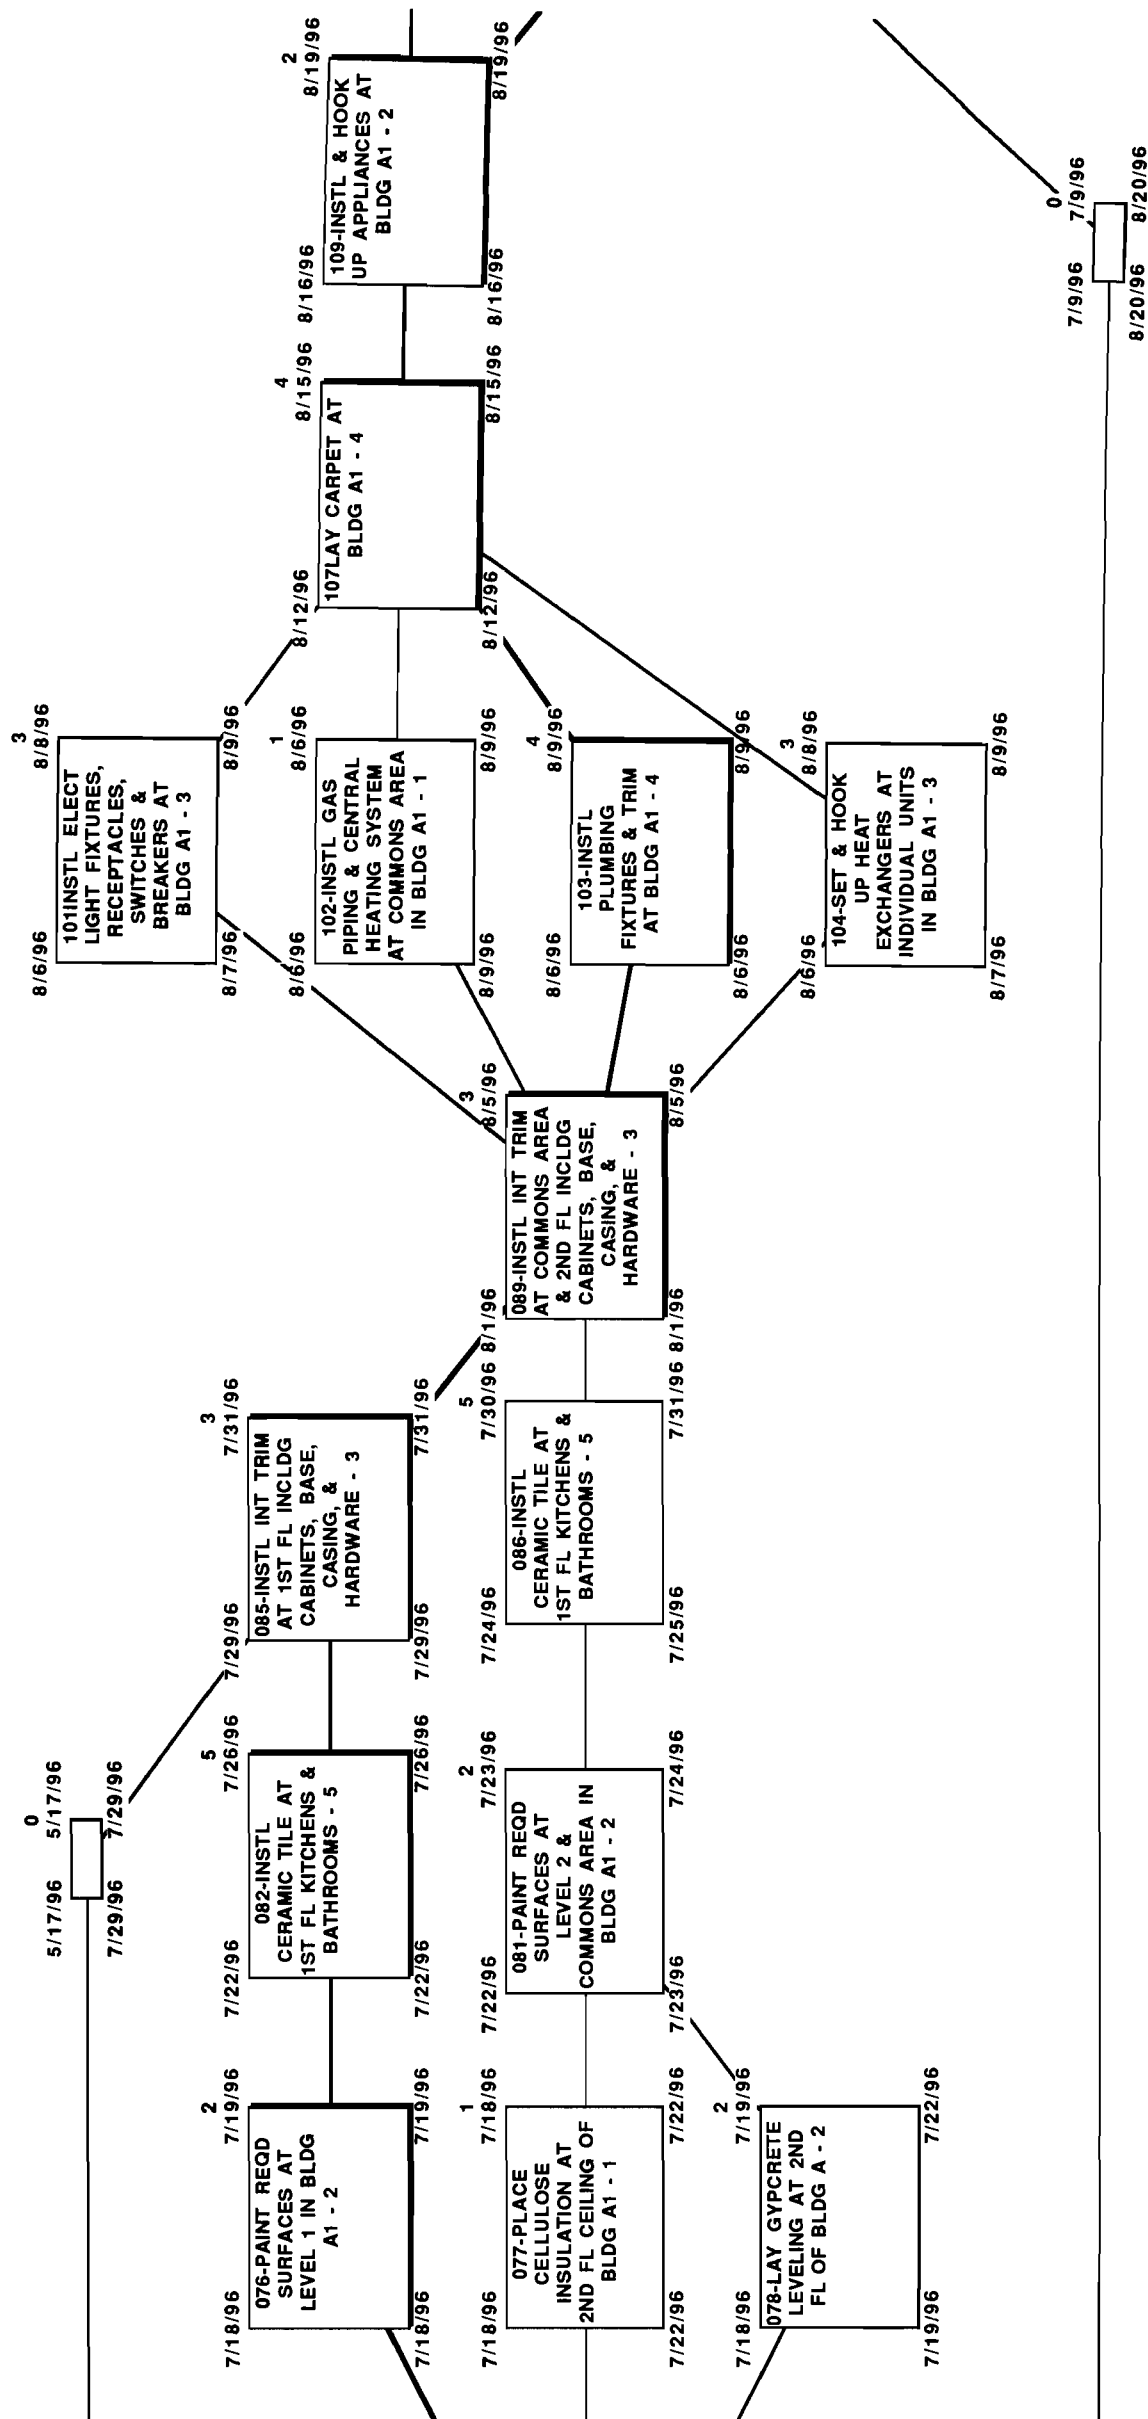 0
5/17/96 5/17/96
7/29/96 7/29/96
2
7/18/96 7/19/96
076-PAINT REQD
SURFACES AT
LEVEL 1 IN BLDG
A1 - 2
7/18/96 7/19/96
5
7/22/96 7/26/96
082-INSTL
CERAMIC TILE AT
1ST FL KITCHENS &
BATHROOMS - 5
7/22/96 7/26/96
3
7/29/96 7/31/96
085-INSTL INT TRIM
AT 1ST FL INCLDG
CABINETS, BASE,
CASING, &
HARDWARE - 3
7/29/96 7/31/96
1
7/18/96 7/18/96
077-PLACE
CELLULOSE
INSULATION AT
2ND FL CEILING OF
BLDG A1 - 1
7/22/96 7/22/96
2
7/22/96 7/23/96
081-PAINT REQD
SURFACES AT
LEVEL 2 &
COMMONS AREA IN
BLDG A1 - 2
7/23/96 7/24/96
5
7/24/96 7/30/96
086-INSTL
CERAMIC TILE AT
1ST FL KITCHENS &
BATHROOMS - 5
7/25/96 7/31/96
3
8/1/96 8/5/96
089-INSTL INT TRIM
AT COMMONS AREA
& 2ND FL INCLDG
CABINETS, BASE,
CASING, &
HARDWARE - 3
8/1/96 8/5/96
2
7/18/96 7/19/96
078-LAY GYPCRETE
LEVELING AT 2ND
FL OF BLDG A - 2
7/19/96 7/22/96
3
8/6/96 8/8/96
101INSTL ELECT
LIGHT FIXTURES,
RECEPTACLES,
SWITCHES &
BREAKERS AT
BLDG A1 - 3
8/7/96 8/9/96
1
8/6/96 8/6/96
102-INSTL GAS
PIPING & CENTRAL
HEATING SYSTEM
AT COMMONS AREA
IN BLDG A1 - 1
8/9/96 8/9/96
4
8/6/96 8/9/96
103-INSTL
PLUMBING
FIXTURES & TRIM
AT BLDG A1 - 4
8/6/96 8/9/96
3
8/6/96 8/8/96
104-SET & HOOK
UP HEAT
EXCHANGERS AT
INDIVIDUAL UNITS
IN BLDG A1 - 3
8/7/96 8/9/96
4
8/12/96 8/15/96
107LAY CARPET AT
BLDG A1 - 4
8/12/96 8/15/96
2
8/16/96 8/19/96
109-INSTL & HOOK
UP APPLIANCES AT
BLDG A1 - 2
8/16/96 8/19/96
0
7/9/96 7/9/96
8/20/96 8/20/96